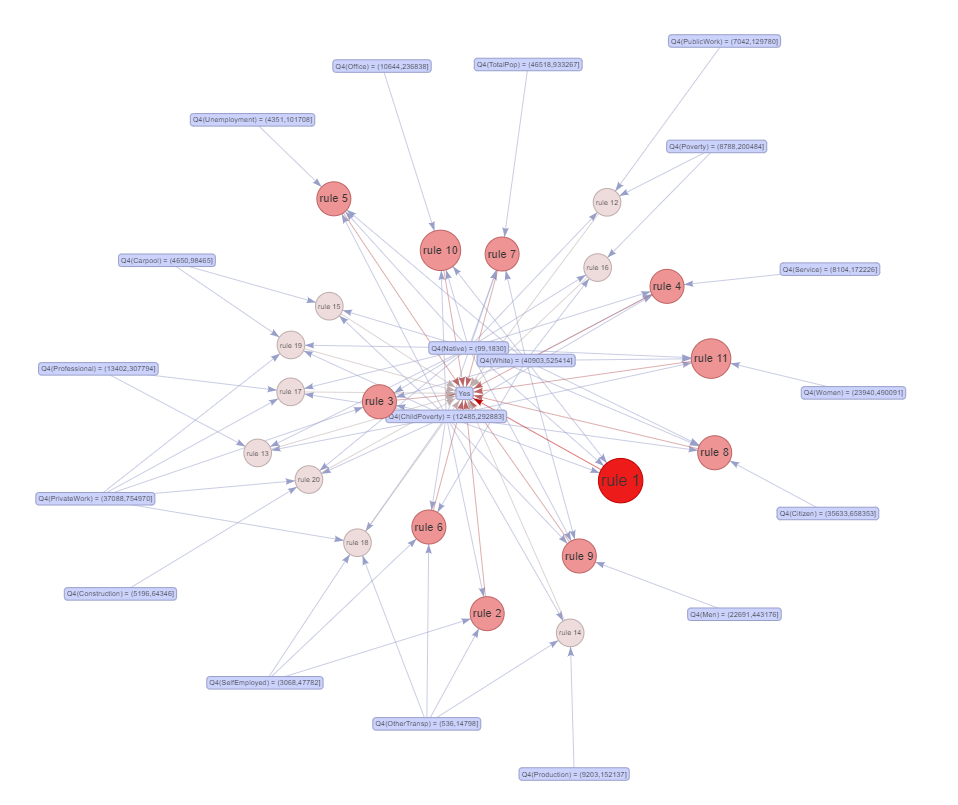 Q4(PublicWork) = (7042,129780]
Q4(Office) = (10644,236838]
Q4(TotalPop) = (46518,933267]
Q4(Unemployment) = (4351,101708]
Q4(Poverty) = (8788,200484]
rule 5
rule 12
rule 10
rule 7
Q4(Carpool) = (4650,98465]
rule 16
Q4(Service) = (8104,172226]
rule 4
rule 15
rule 19
Q4(Native) = (99,1830]
Q4(White) = (40903,525414]
rule 11
Q4(Professional) = (13402,307794]
rule 17
Yes
Q4(Women) = (23940,490091]
rule 3
Q4(ChildPoverty) = (12485,292883]
rule 13
rule 8
rule 20
rule 1
Q4(PrivateWork) = (37088,754970]
Q4(Citizen) = (35633,658353]
rule 6
rule 18
rule 9
Q4(Construction) = (5196,64346]
rule 2
Q4(Men) = (22691,443176]
rule 14
Q4(SelfEmployed) = (3068,47782]
Q4(OtherTransp) = (536,14798]
Q4(Production) = (9203,152137]